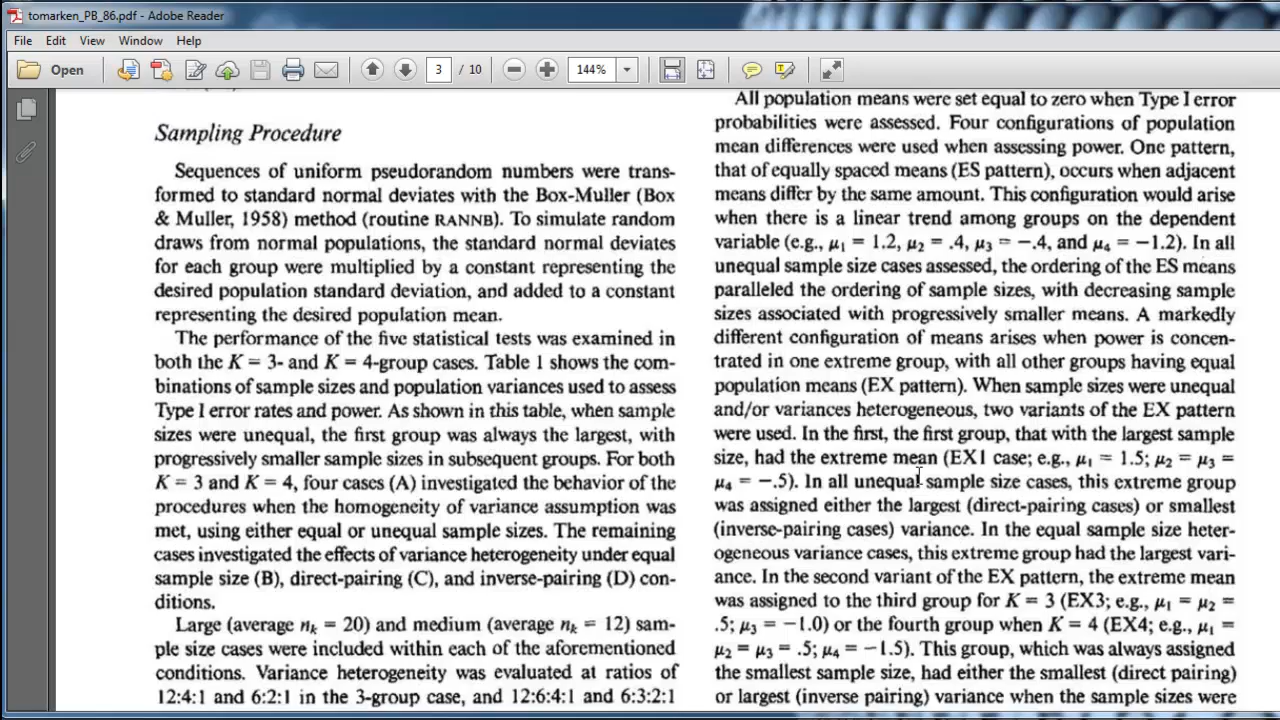 tomarken_PB_86.pdf - Adobe Reader
File Edit View Window Help
Open 3 / 10 144%
Sampling Procedure
Sequences of uniform pseudorandom numbers were trans-
formed to standard normal deviates with the Box-Muller (Box
& Muller, 1958) method (routine RANNB). To simulate random
draws from normal populations, the standard normal deviates
for each group were multiplied by a constant representing the
desired population standard deviation, and added to a constant
representing the desired population mean.
The performance of the five statistical tests was examined in
both the K = 3- and K = 4-group cases. Table 1 shows the com-
binations of sample sizes and population variances used to assess
Type I error rates and power. As shown in this table, when sample
sizes were unequal, the first group was always the largest, with
progressively smaller sample sizes in subsequent groups. For both
K = 3 and K = 4, four cases (A) investigated the behavior of the
procedures when the homogeneity of variance assumption was
met, using either equal or unequal sample sizes. The remaining
cases investigated the effects of variance heterogeneity under equal
sample size (B), direct-pairing (C), and inverse-pairing (D) con-
ditions.
Large (average nk = 20) and medium (average nk = 12) sam-
ple size cases were included within each of the aforementioned
conditions. Variance heterogeneity was evaluated at ratios of
12:4:1 and 6:2:1 in the 3-group case, and 12:6:4:1 and 6:3:2:1
All population means were set equal to zero when Type I error
probabilities were assessed. Four configurations of population
mean differences were used when assessing power. One pattern,
that of equally spaced means (ES pattern), occurs when adjacent
means differ by the same amount. This configuration would arise
when there is a linear trend among groups on the dependent
variable (e.g., μ1 = 1.2, μ2 = .4, μ3 = −.4, and μ4 = −1.2). In all
unequal sample size cases assessed, the ordering of the ES means
paralleled the ordering of sample sizes, with decreasing sample
sizes associated with progressively smaller means. A markedly
different configuration of means arises when power is concen-
trated in one extreme group, with all other groups having equal
population means (EX pattern). When sample sizes were unequal
and/or variances heterogeneous, two variants of the EX pattern
were used. In the first, the first group, that with the largest sample
size, had the extreme mean (EX1 case; e.g., μ1 = 1.5; μ2 = μ3 =
μ4 = −.5). In all unequal sample size cases, this extreme group
was assigned either the largest (direct-pairing cases) or smallest
(inverse-pairing cases) variance. In the equal sample size heter-
ogeneous variance cases, this extreme group had the largest vari-
ance. In the second variant of the EX pattern, the extreme mean
was assigned to the third group for K = 3 (EX3; e.g., μ1 = μ2 =
.5; μ3 = −1.0) or the fourth group when K = 4 (EX4; e.g., μ1 =
μ2 = μ3 = .5; μ4 = −1.5). This group, which was always assigned
the smallest sample size, had either the smallest (direct pairing)
or largest (inverse pairing) variance when the sample sizes were